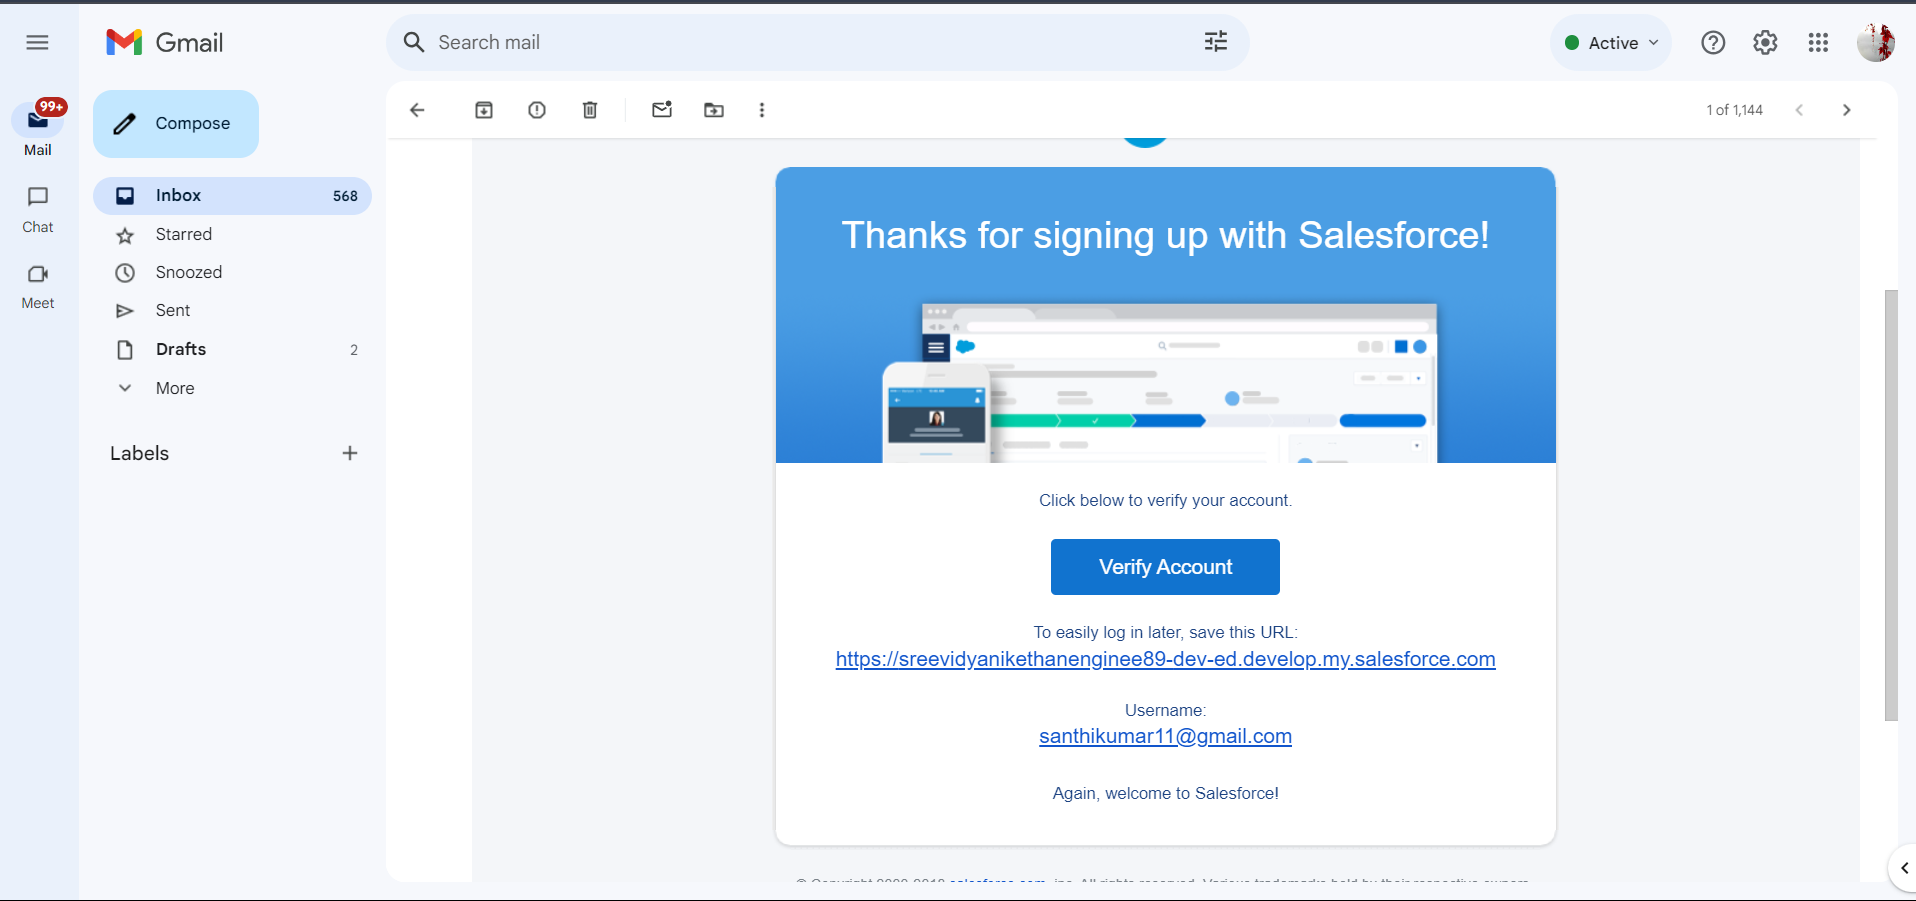 Gmail
Search mail
Active
99+
Mail
Compose
1 of 1,144
Inbox 568
Chat
Starred
Snoozed
Meet
Sent
Drafts 2
More
Labels
Thanks for signing up with Salesforce!
Click below to verify your account.
Verify Account
To easily log in later, save this URL:
https://sreevidyanikethanenginee89-dev-ed.develop.my.salesforce.com
Username:
santhikumar11@gmail.com
Again, welcome to Salesforce!